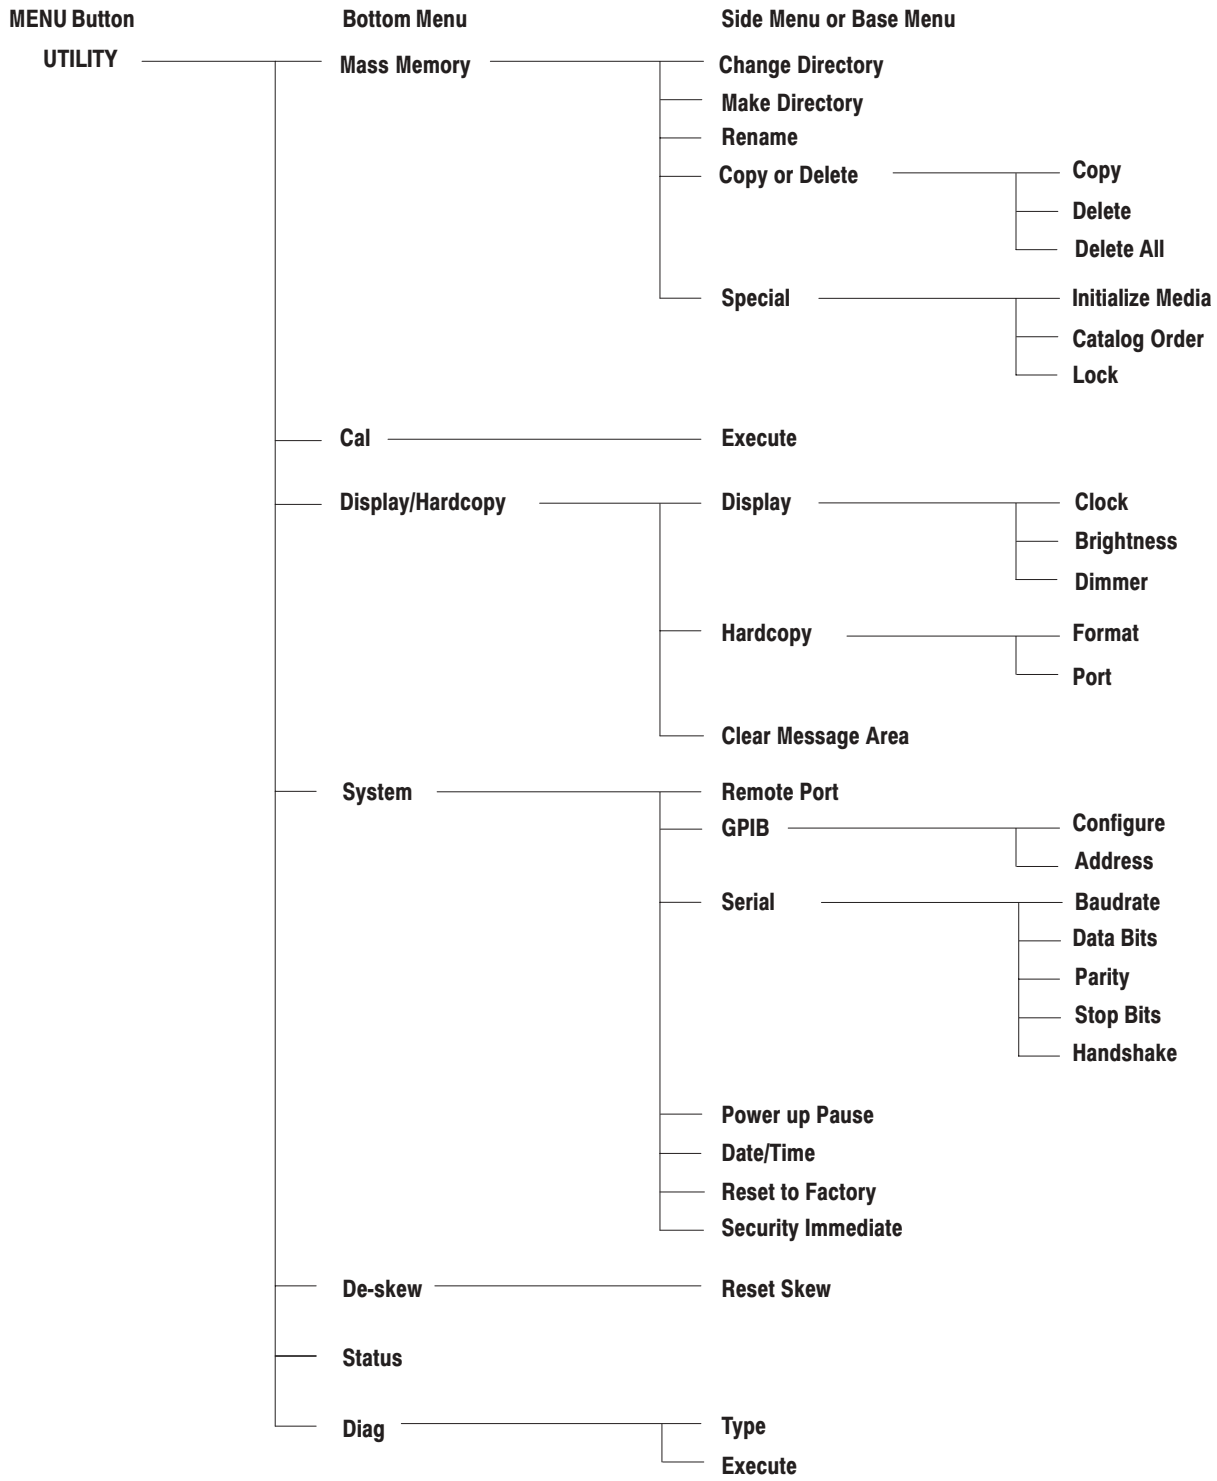 MENU Button Bottom Menu Side Menu or Base Menu
UTILITY Mass Memory Change Directory
Make Directory
Rename
Copy or Delete Copy
Delete
Delete All
Special Initialize Media
Catalog Order
Lock
Cal Execute
Display/Hardcopy Display Clock
Brightness
Dimmer
Hardcopy Format
Port
Clear Message Area
System Remote Port
GPIB Configure
Address
Serial Baudrate
Data Bits
Parity
Stop Bits
Handshake
Power up Pause
Date/Time
Reset to Factory
Security Immediate
De-skew Reset Skew
Status
Diag Type
Execute